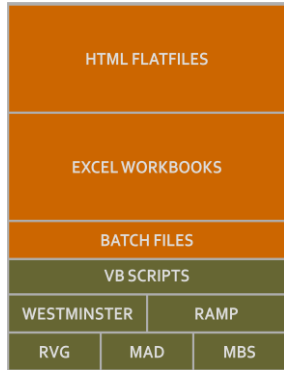 HTML FLATFILES
EXCEL WORKBOOKS
BATCH FILES
VB SCRIPTS
WESTMINSTER RAMP
RVG MAD MBS